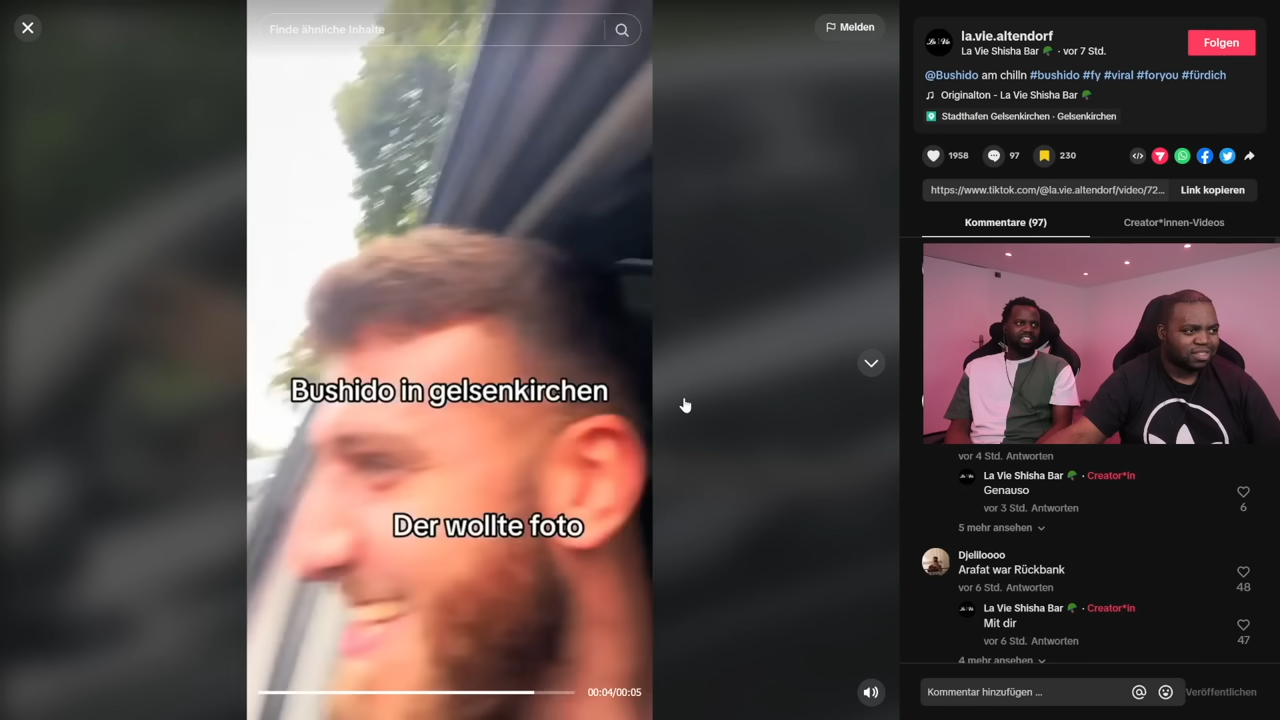 Finde ähnliche Inhalte
Melden
Bushido in gelsenkirchen
Der wollte foto
00:04/00:05
La Vie
la.vie.altendorf
La Vie Shisha Bar · vor 7 Std.
Folgen
@Bushido am chilln #bushido #fy #viral #foryou #fürdich
Originalton - La Vie Shisha Bar
Stadthafen Gelsenkirchen · Gelsenkirchen
1958
97
230
https://www.tiktok.com/@la.vie.altendorf/video/72...
Link kopieren
Kommentare (97)
Creator*innen-Videos
vor 4 Std. Antworten
La Vie Shisha Bar · Creator*in
Genauso
6
vor 3 Std. Antworten
5 mehr ansehen
Djeliloooo
Arafat war Rückbank
48
vor 6 Std. Antworten
La Vie Shisha Bar · Creator*in
Mit dir
47
vor 6 Std. Antworten
4 mehr ansehen
Kommentar hinzufügen ...
Veröffentlichen